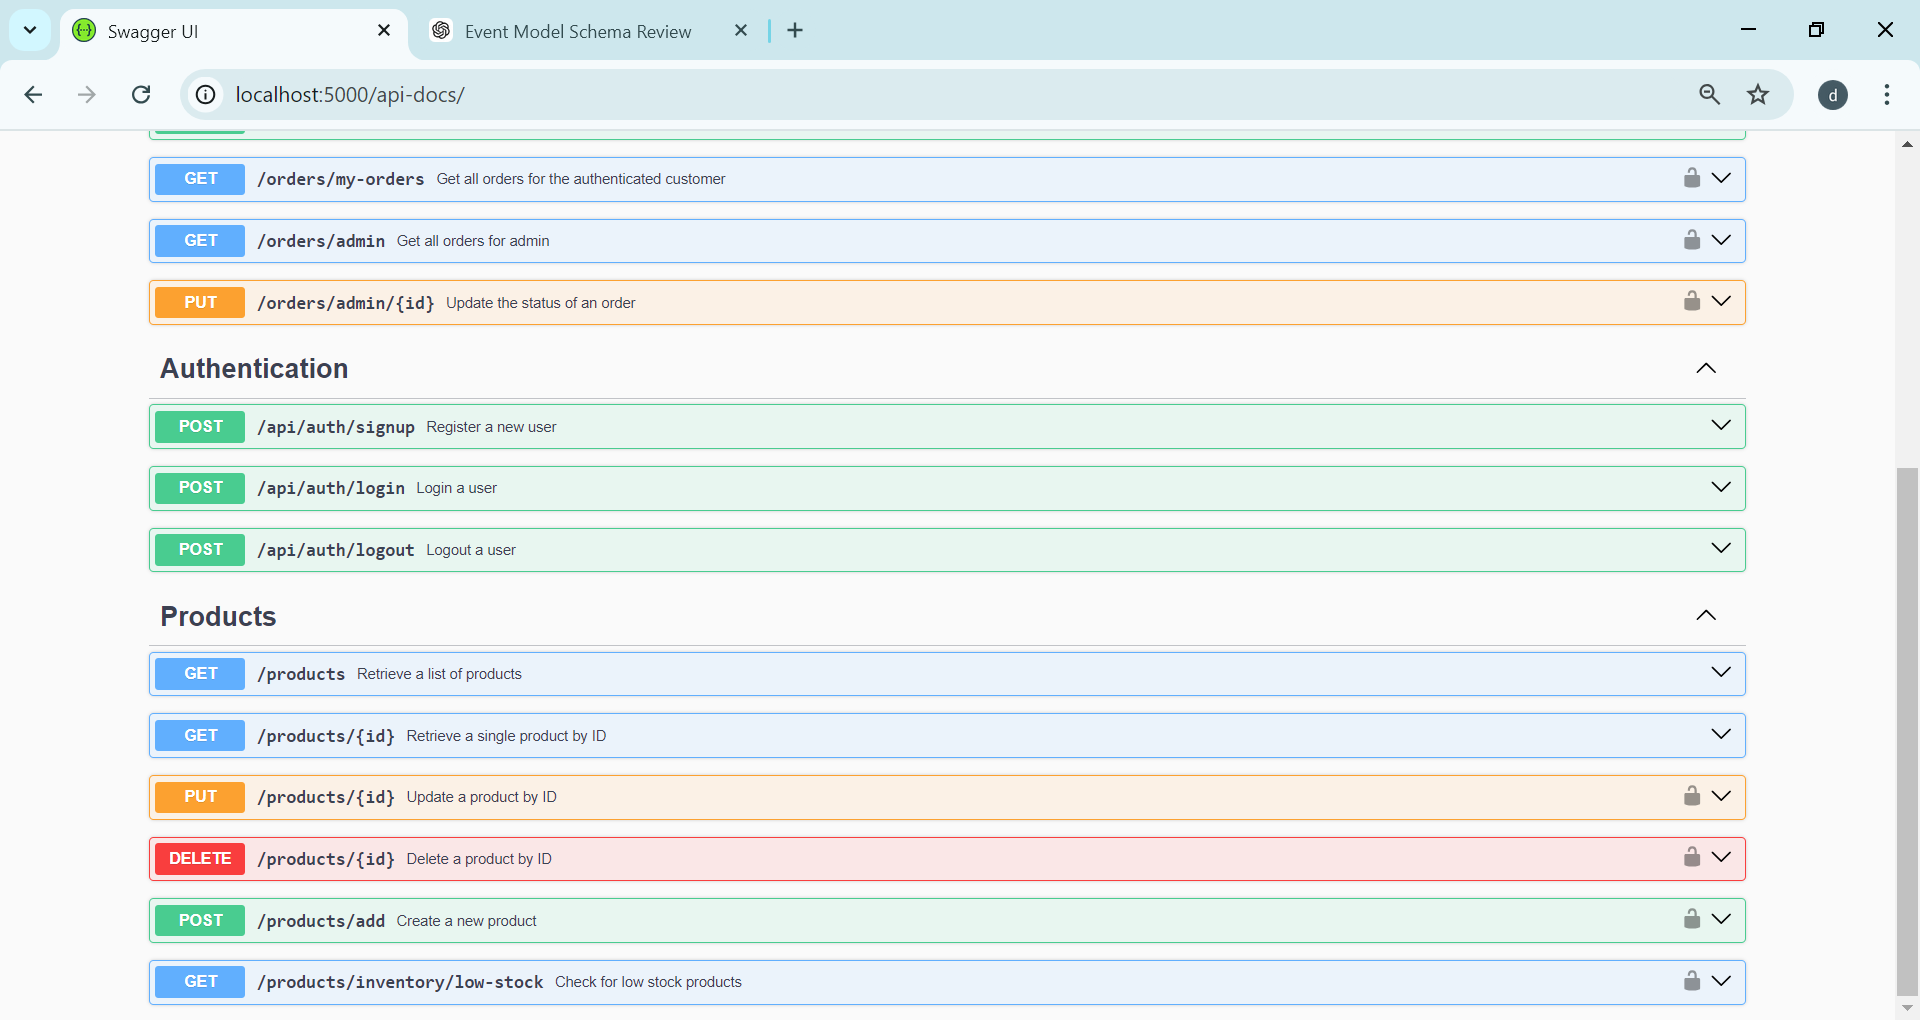 Swagger UI
Event Model Schema Review
localhost:5000/api-docs/
d
GET /orders/my-orders Get all orders for the authenticated customer
GET /orders/admin Get all orders for admin
PUT /orders/admin/{id} Update the status of an order
Authentication
POST /api/auth/signup Register a new user
POST /api/auth/login Login a user
POST /api/auth/logout Logout a user
Products
GET /products Retrieve a list of products
GET /products/{id} Retrieve a single product by ID
PUT /products/{id} Update a product by ID
DELETE /products/{id} Delete a product by ID
POST /products/add Create a new product
GET /products/inventory/low-stock Check for low stock products